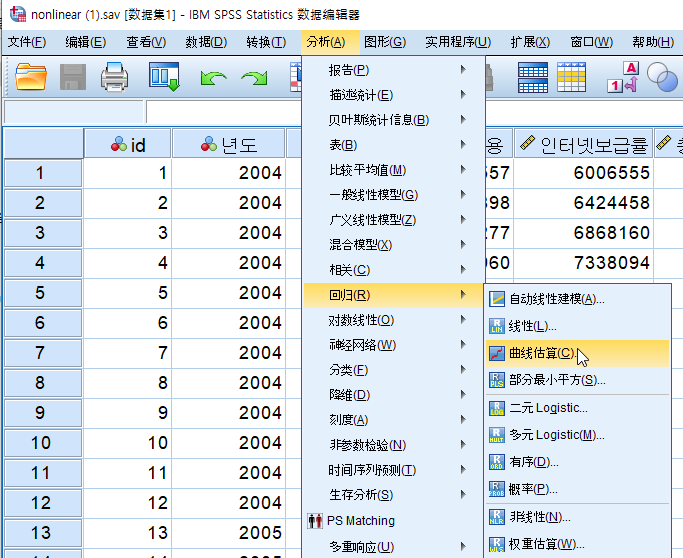 nonlinear (1).sav [数据集1] - IBM SPSS Statistics 数据编辑器
文件(F) 编辑(E) 查看(V) 数据(D) 转换(T) 分析(A) 图形(G) 实用程序(U) 扩展(X) 窗口(W) 帮助(H)
报告(P)
描述统计(E)
贝叶斯统计信息(B)
id 년도 용 인터넷보급률
表(B)
1 1 2004 比较平均值(M) 557 6006555
2 2 2004 一般线性模型(G) 398 6424458
广义线性模型(Z)
3 3 2004 277 6868160
混合模型(X)
4 4 2004 相关(C) 060 7338094
5 5 2004 回归(R) 自动线性建模(A)...
6 6 2004 对数线性(O) 线性(L)...
神经网络(W) 曲线估算(C)...
7 7 2004
分类(F) 部分最小平方(S)...
8 8 2004
降维(D) 二元 Logistic...
9 9 2004
刻度(A) 多元 Logistic(M)...
10 10 2004 非参数检验(N)
有序(D)...
11 11 2004 时间序列预测(T)
概率(P)...
12 12 2004 生存分析(S)
13 13 2005 PS Matching 非线性(N)...
多重响应(U) 权重估算(W)...